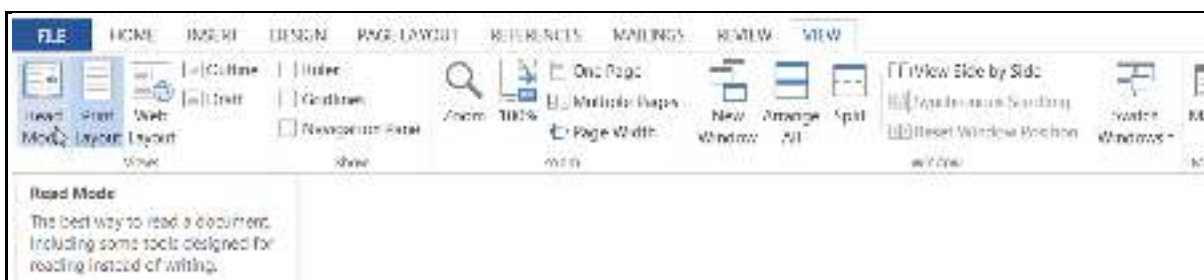 FILE HOME INSERT DESIGN PAGE LAYOUT REFERENCES MAILINGS REVIEW VIEW
Read Mode
Print Layout
Web Layout
Outline
Draft
Views
Ruler
Gridlines
Navigation Pane
Show
Zoom
100%
One Page
Multiple Pages
Page Width
Zoom
New Window
Arrange All
Split
View Side by Side
Synchronous Scrolling
Reset Window Position
Window
Switch Windows
Read Mode
The best way to read a document,
including some tools designed for
reading instead of writing.